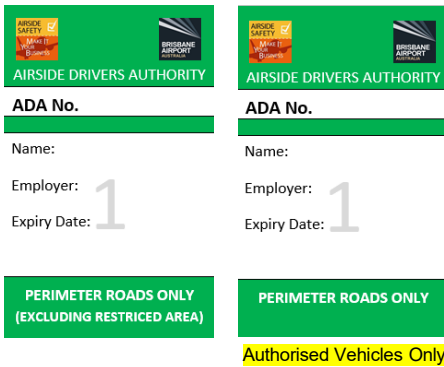 AIRSIDE
SAFETY
MAKE IT
YOUR
BUSINESS
BRISBANE
AIRPORT
AUSTRALIA
AIRSIDE DRIVERS AUTHORITY
ADA No.
Name:
Employer:
Expiry Date:
1
PERIMETER ROADS ONLY
(EXCLUDING RESTRICED AREA)
AIRSIDE
SAFETY
MAKE IT
YOUR
BUSINESS
BRISBANE
AIRPORT
AUSTRALIA
AIRSIDE DRIVERS AUTHORITY
ADA No.
Name:
Employer:
Expiry Date:
1
PERIMETER ROADS ONLY
Authorised Vehicles Only